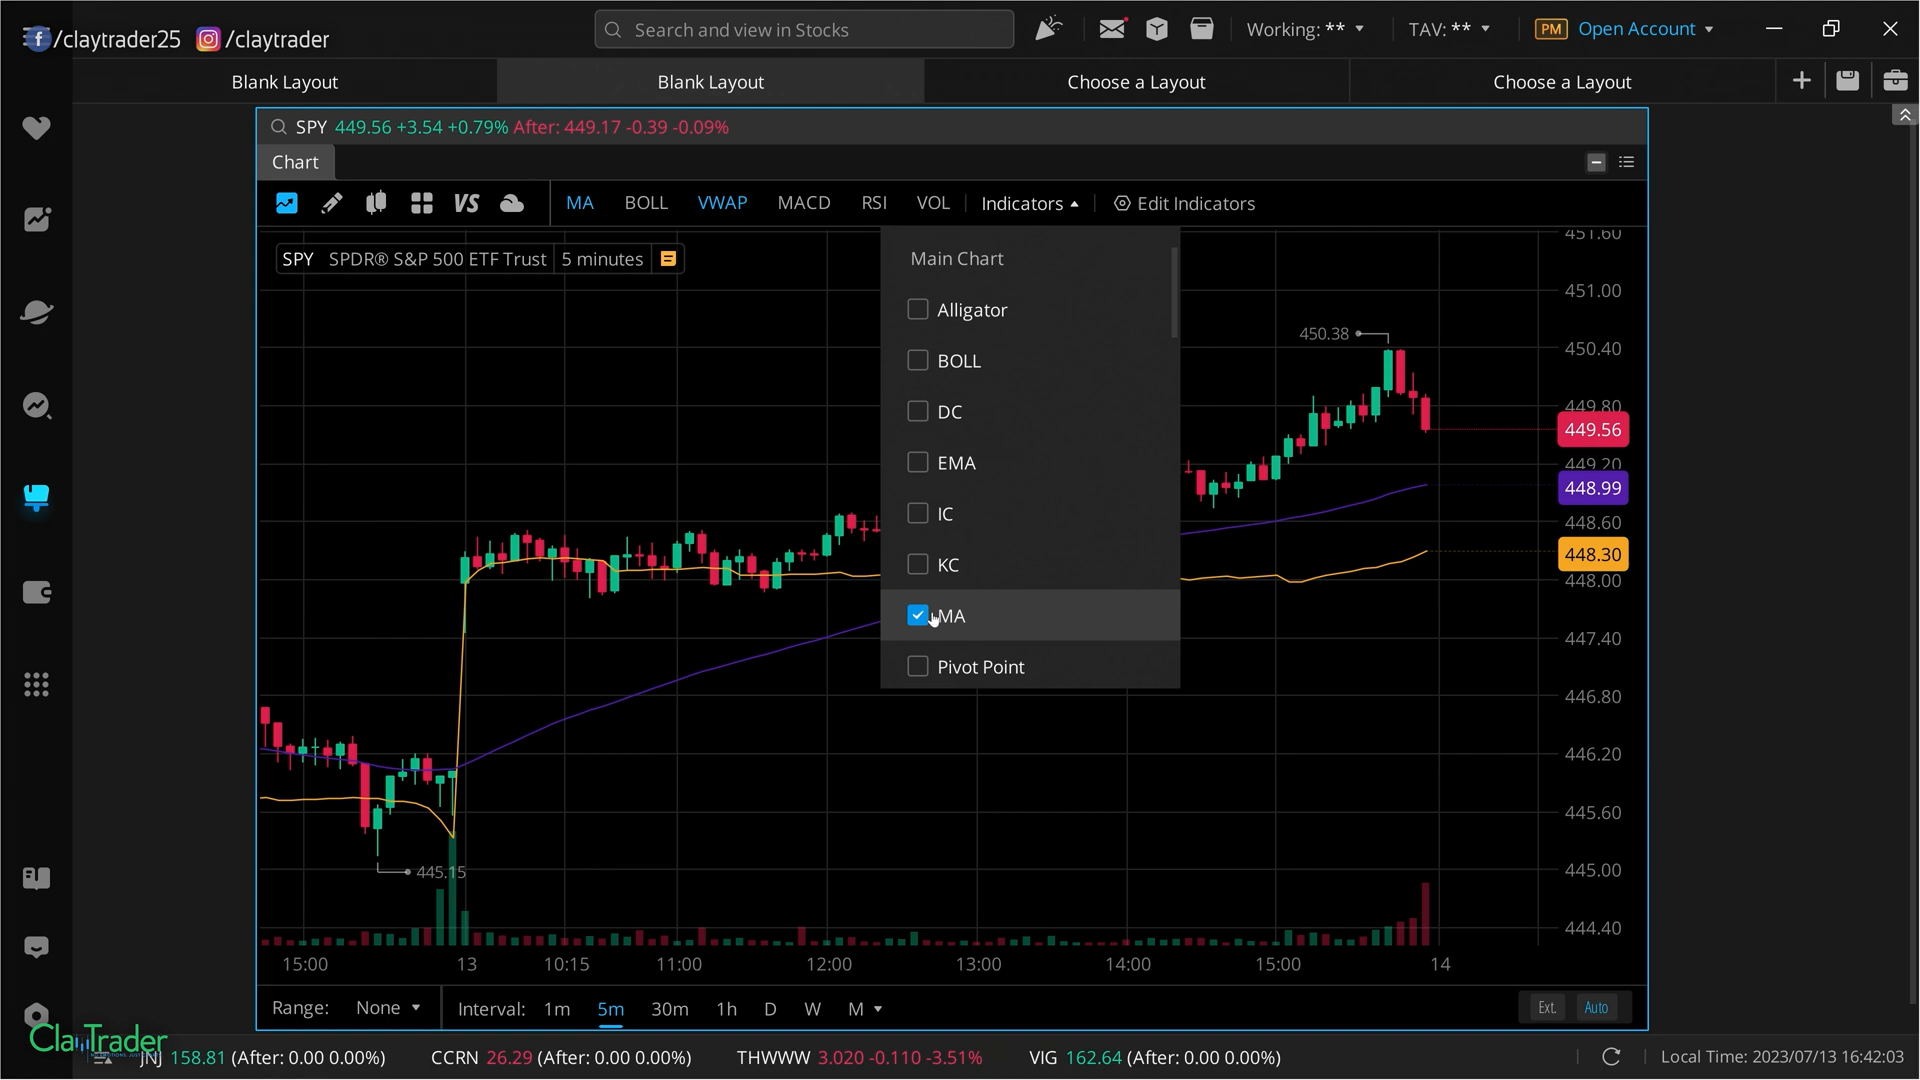 /claytrader25 /claytrader
Search and view in Stocks
Working: ** TAV: ** PM Open Account
Blank Layout Blank Layout Choose a Layout Choose a Layout
SPY 449.56 +3.54 +0.79% After: 449.17 -0.39 -0.09%
Chart
VS MA BOLL VWAP MACD RSI VOL Indicators Edit Indicators
SPY SPDR® S&P 500 ETF Trust 5 minutes
Main Chart
Alligator
BOLL
DC
EMA
IC
KC
MA
Pivot Point
450.38
445.15
451.60
451.00
450.40
449.80
449.56
449.20
448.99
448.60
448.30
448.00
447.40
446.80
446.20
445.60
445.00
444.40
15:00 13 10:15 11:00 12:00 13:00 14:00 15:00 14
Range: None Interval: 1m 5m 30m 1h D W M Ext. Auto
ClayTrader
JNJ 158.81 (After: 0.00 0.00%) CCRN 26.29 (After: 0.00 0.00%) THWWW 3.020 -0.110 -3.51% VIG 162.64 (After: 0.00 0.00%) Local Time: 2023/07/13 16:42:03